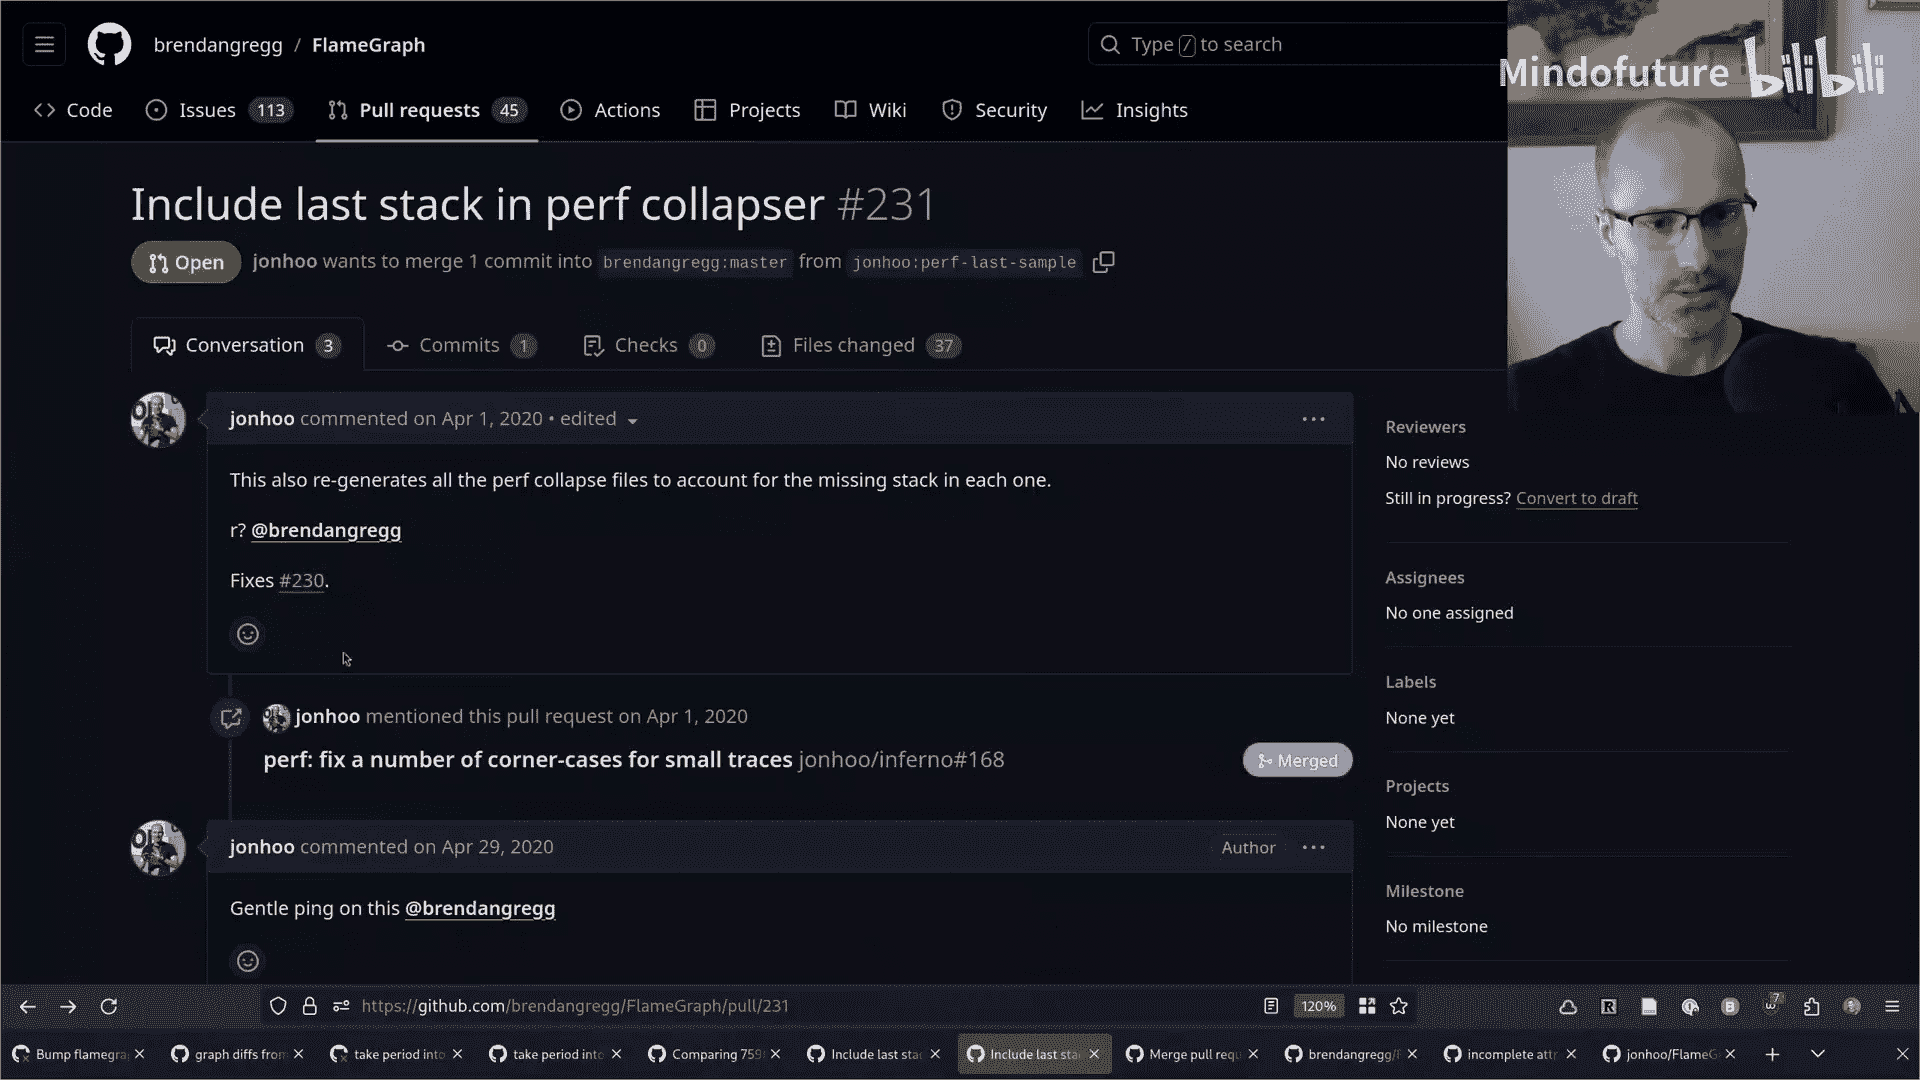 brendangregg / FlameGraph
Type / to search
Mindofuture bilibili
Code
Issues 113
Pull requests 45
Actions
Projects
Wiki
Security
Insights
Include last stack in perf collapser #231
Open
jonhoo wants to merge 1 commit into brendangregg:master from jonhoo:perf-last-sample
Conversation 3
Commits 1
Checks 0
Files changed 37
jonhoo commented on Apr 1, 2020 • edited
This also re-generates all the perf collapse files to account for the missing stack in each one.
r? @brendangregg
Fixes #230.
jonhoo mentioned this pull request on Apr 1, 2020
perf: fix a number of corner-cases for small traces jonhoo/inferno#168
Merged
jonhoo commented on Apr 29, 2020
Author
Gentle ping on this @brendangregg
Reviewers
No reviews
Still in progress? Convert to draft
Assignees
No one assigned
Labels
None yet
Projects
None yet
Milestone
No milestone
https://github.com/brendangregg/FlameGraph/pull/231
120%
7
Bump flamegra
graph diffs from
take period into
take period into
Comparing 759
Include last stac
Include last stac
Merge pull requ
brendangregg/F
incomplete attr
jonhoo/FlameG